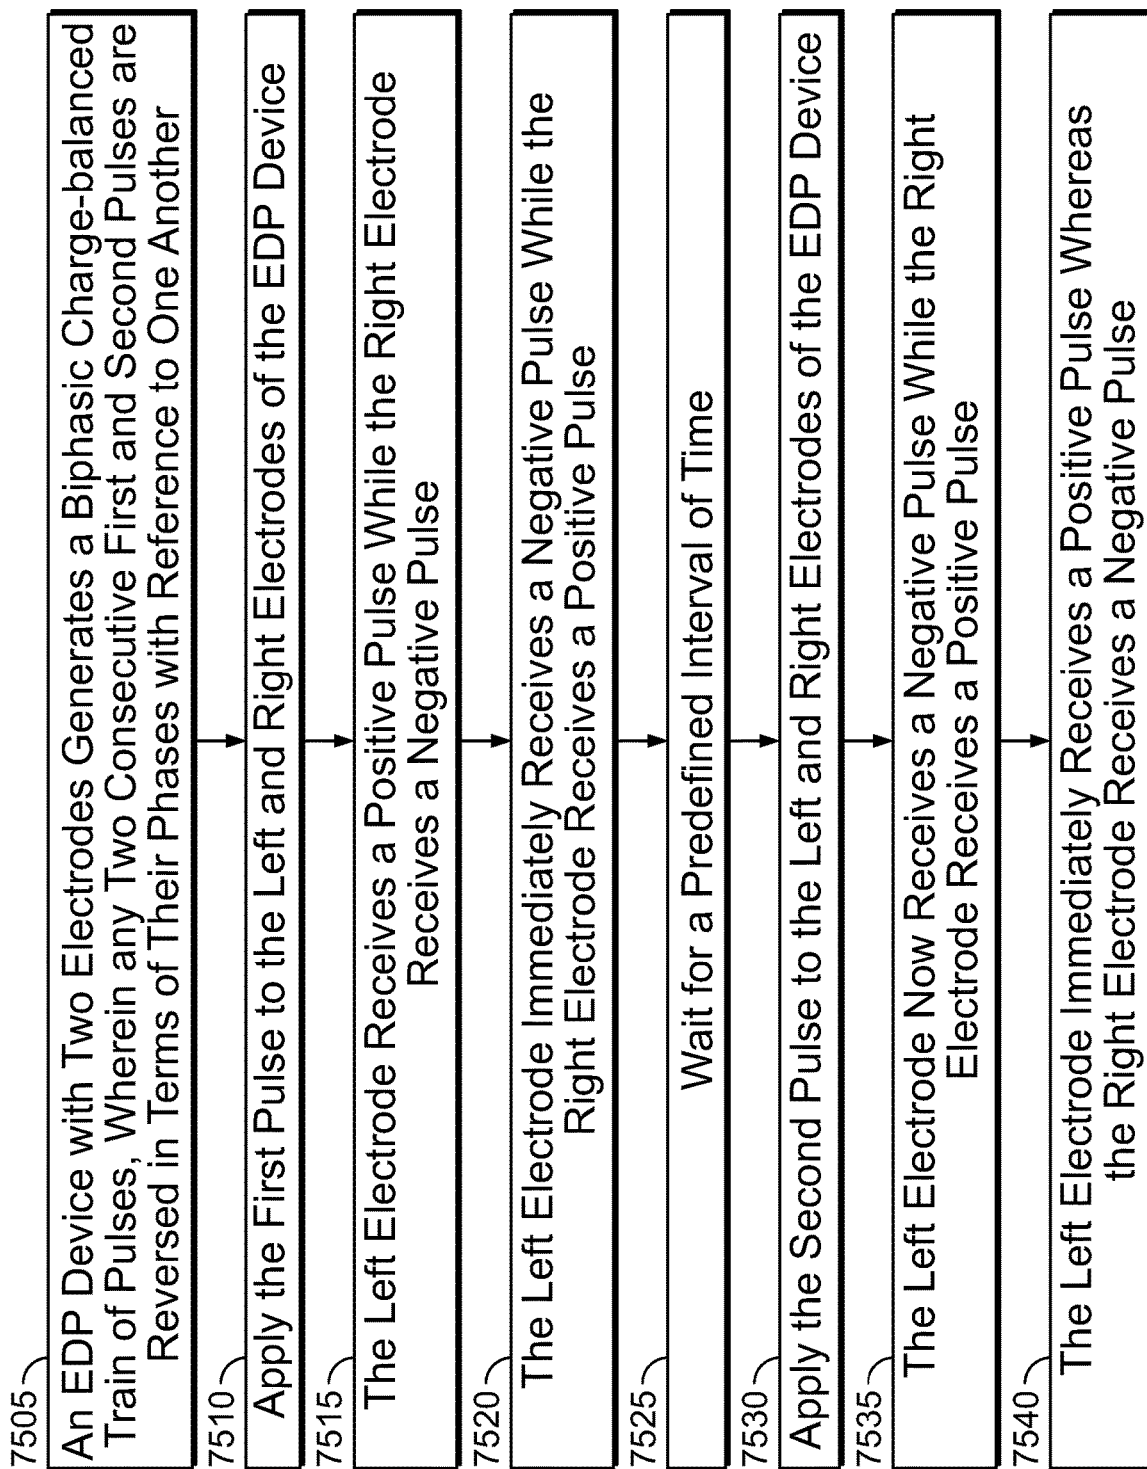 7505
An EDP Device with Two Electrodes Generates a Biphasic Charge-balanced
Train of Pulses, Wherein any Two Consecutive First and Second Pulses are
Reversed in Terms of Their Phases with Reference to One Another
7510
Apply the First Pulse to the Left and Right Electrodes of the EDP Device
7515
The Left Electrode Receives a Positive Pulse While the Right Electrode
Receives a Negative Pulse
7520
The Left Electrode Immediately Receives a Negative Pulse While the
Right Electrode Receives a Positive Pulse
7525
Wait for a Predefined Interval of Time
7530
Apply the Second Pulse to the Left and Right Electrodes of the EDP Device
7535
The Left Electrode Now Receives a Negative Pulse While the Right
Electrode Receives a Positive Pulse
7540
The Left Electrode Immediately Receives a Positive Pulse Whereas
the Right Electrode Receives a Negative Pulse